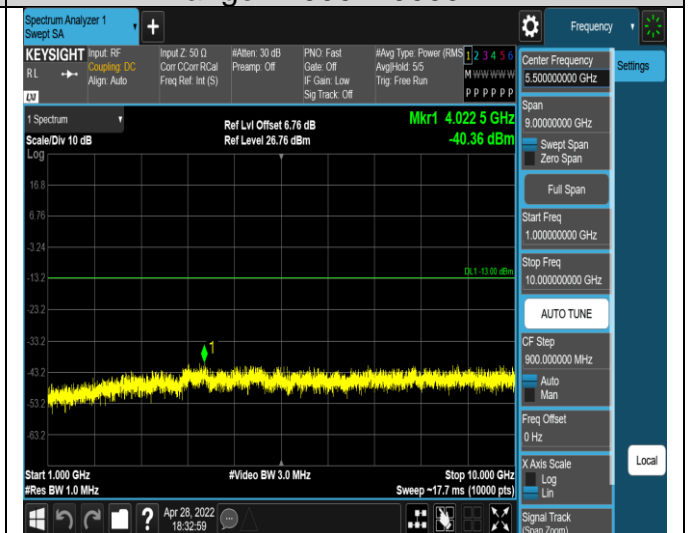 Spectrum Analyzer 1
Swept SA
Frequency
KEYSIGHT
Input: RF
Coupling: DC
Align: Auto
Input Z: 50 Ω
Corr CCorr RCal
Freq Ref: Int (S)
#Atten: 30 dB
Preamp: Off
PNO: Fast
Gate: Off
IF Gain: Low
Sig Track: Off
#Avg Type: Power (RMS
Avg|Hold: 5/5
Trig: Free Run
1 2 3 4 5 6
M W W W W W
P P P P P P
R L
LXI
1 Spectrum
Scale/Div 10 dB
Log
Ref Lvl Offset 6.76 dB
Ref Level 26.76 dBm
Mkr1 4.022 5 GHz
-40.36 dBm
16.8
6.76
-3.24
-13.2
-23.2
-33.2
-43.2
-53.2
-63.2
DL1 -13.00 dBm
1
Start 1.000 GHz
#Res BW 1.0 MHz
#Video BW 3.0 MHz
Stop 10.000 GHz
Sweep ~17.7 ms (10000 pts)
Apr 28, 2022
18:32:59
Center Frequency
5.500000000 GHz
Settings
Span
9.00000000 GHz
Swept Span
Zero Span
Full Span
Start Freq
1.000000000 GHz
Stop Freq
10.000000000 GHz
AUTO TUNE
CF Step
900.000000 MHz
Auto
Man
Freq Offset
0 Hz
X Axis Scale
Log
Lin
Local
Signal Track
(Span Zoom)